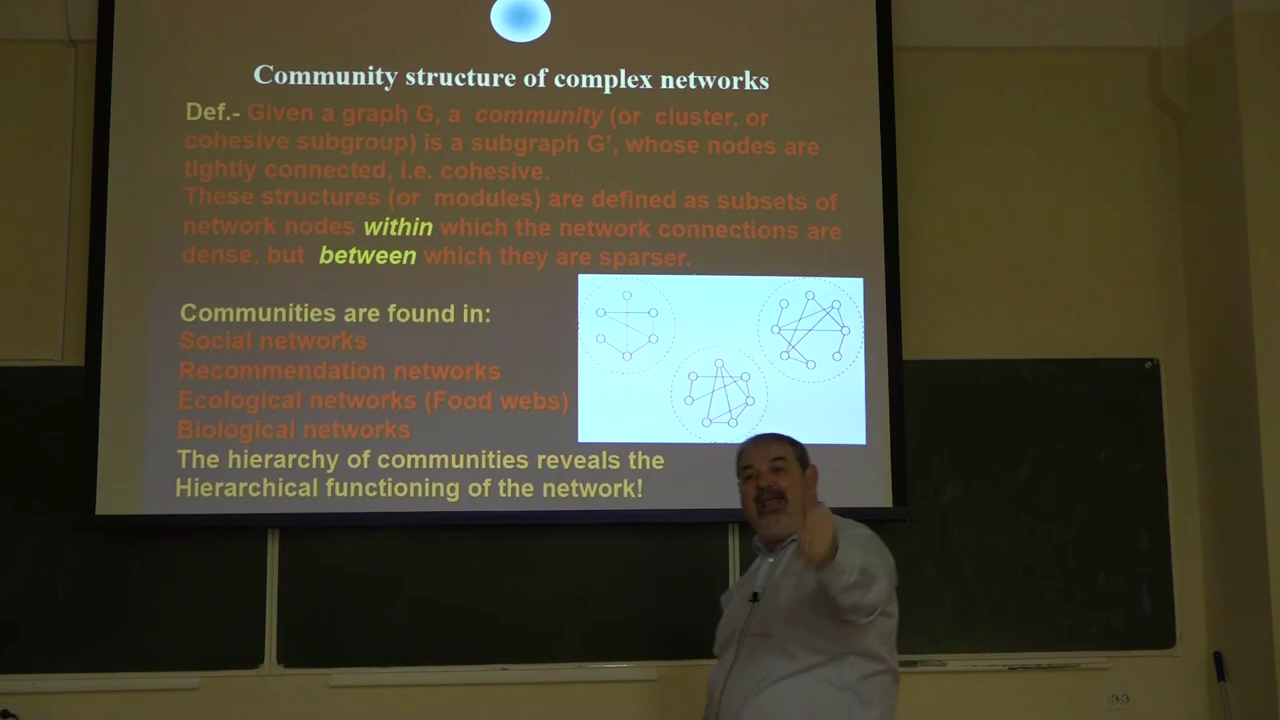 Community structure of complex networks
Def.- Given a graph G, a community (or cluster, or
cohesive subgroup) is a subgraph G’, whose nodes are
tightly connected, i.e. cohesive.
These structures (or modules) are defined as subsets of
network nodes within which the network connections are
dense, but between which they are sparser.
Communities are found in:
Social networks
Recommendation networks
Ecological networks (Food webs)
Biological networks
The hierarchy of communities reveals the
Hierarchical functioning of the network!